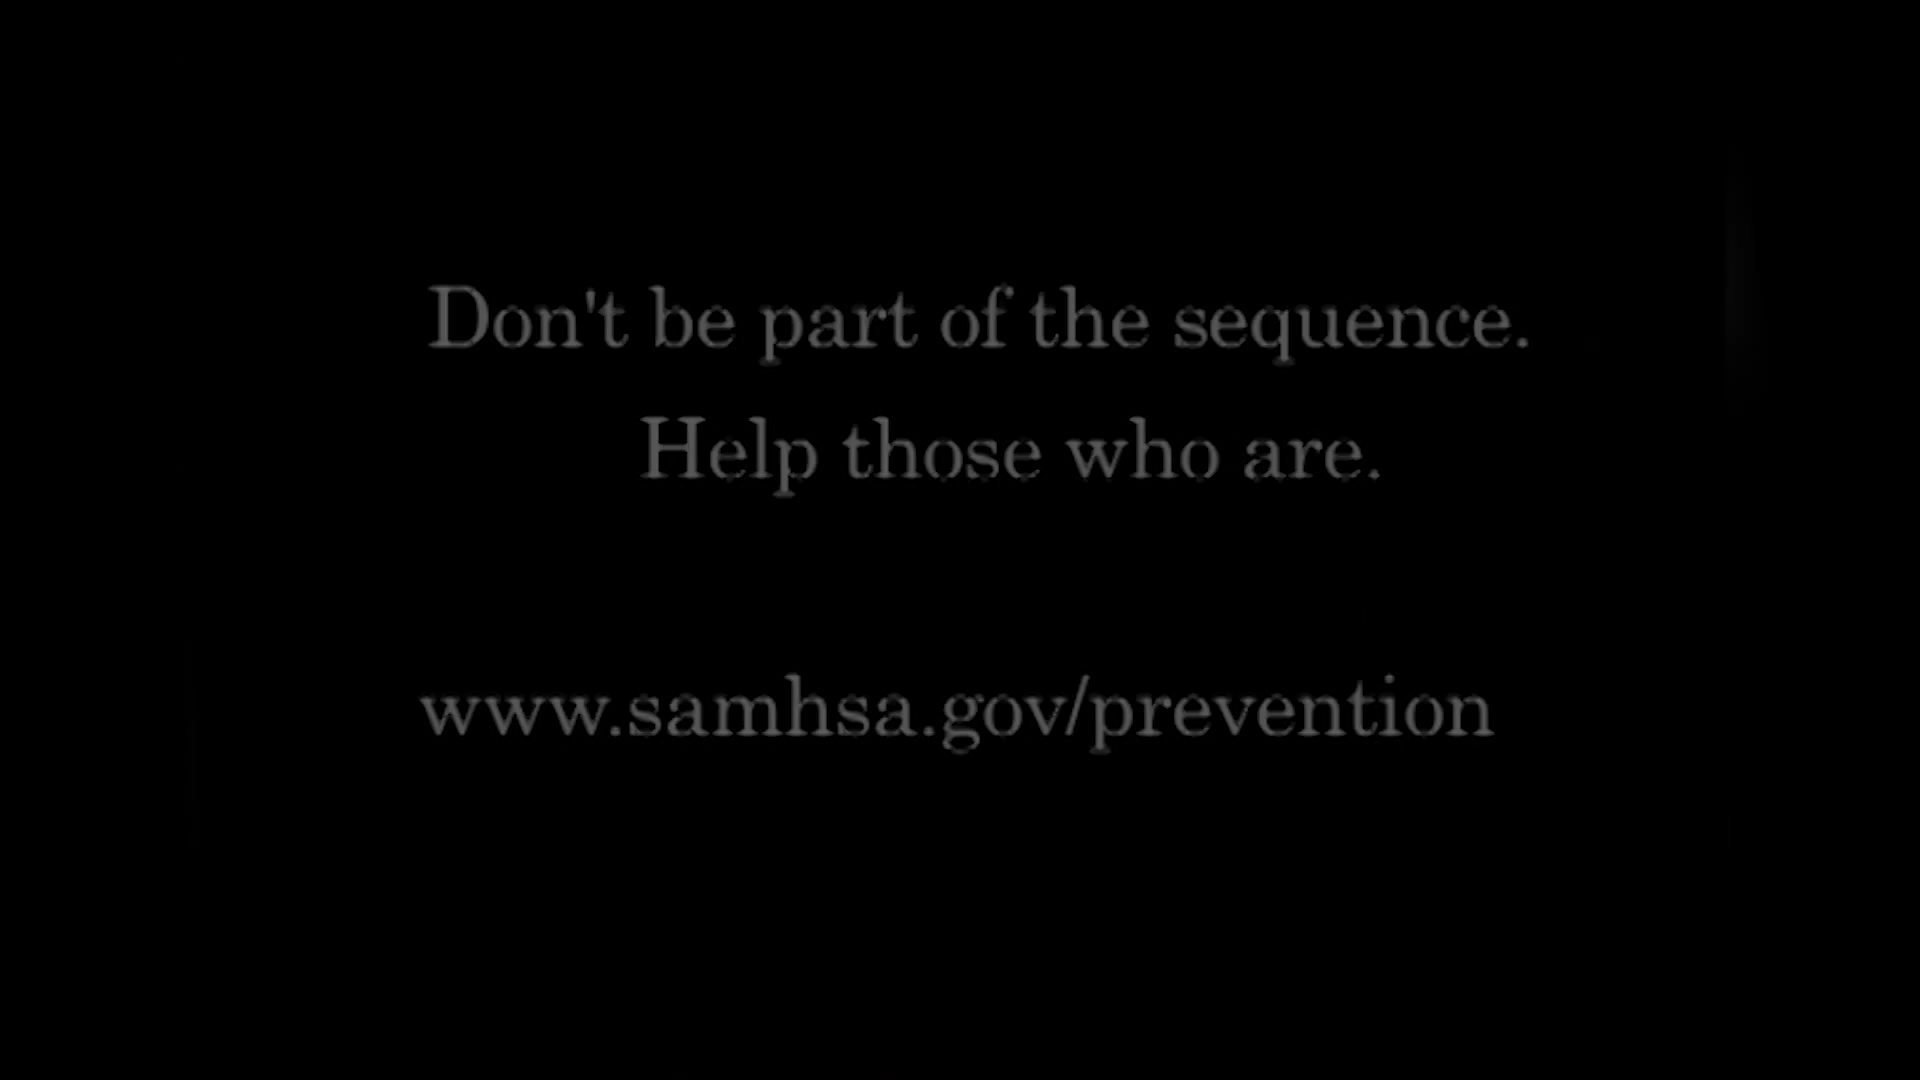 Don't be part of the sequence.
Help those who are.
www.samhsa.gov/prevention